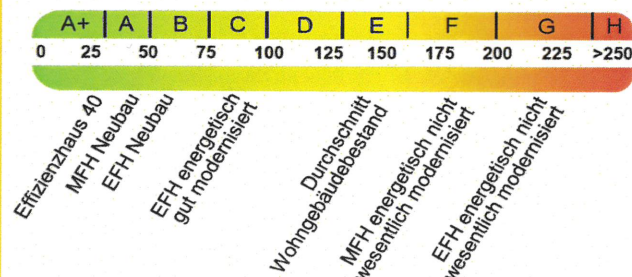 A+ A B C D E F G H
0 25 50 75 100 125 150 175 200 225 >250
Effizienzhaus 40
MFH Neubau
EFH Neubau
EFH energetisch
gut modernisiert
Durchschnitt
Wohngebäudebestand
MFH energetisch nicht
wesentlich modernisiert
EFH energetisch nicht
wesentlich modernisiert